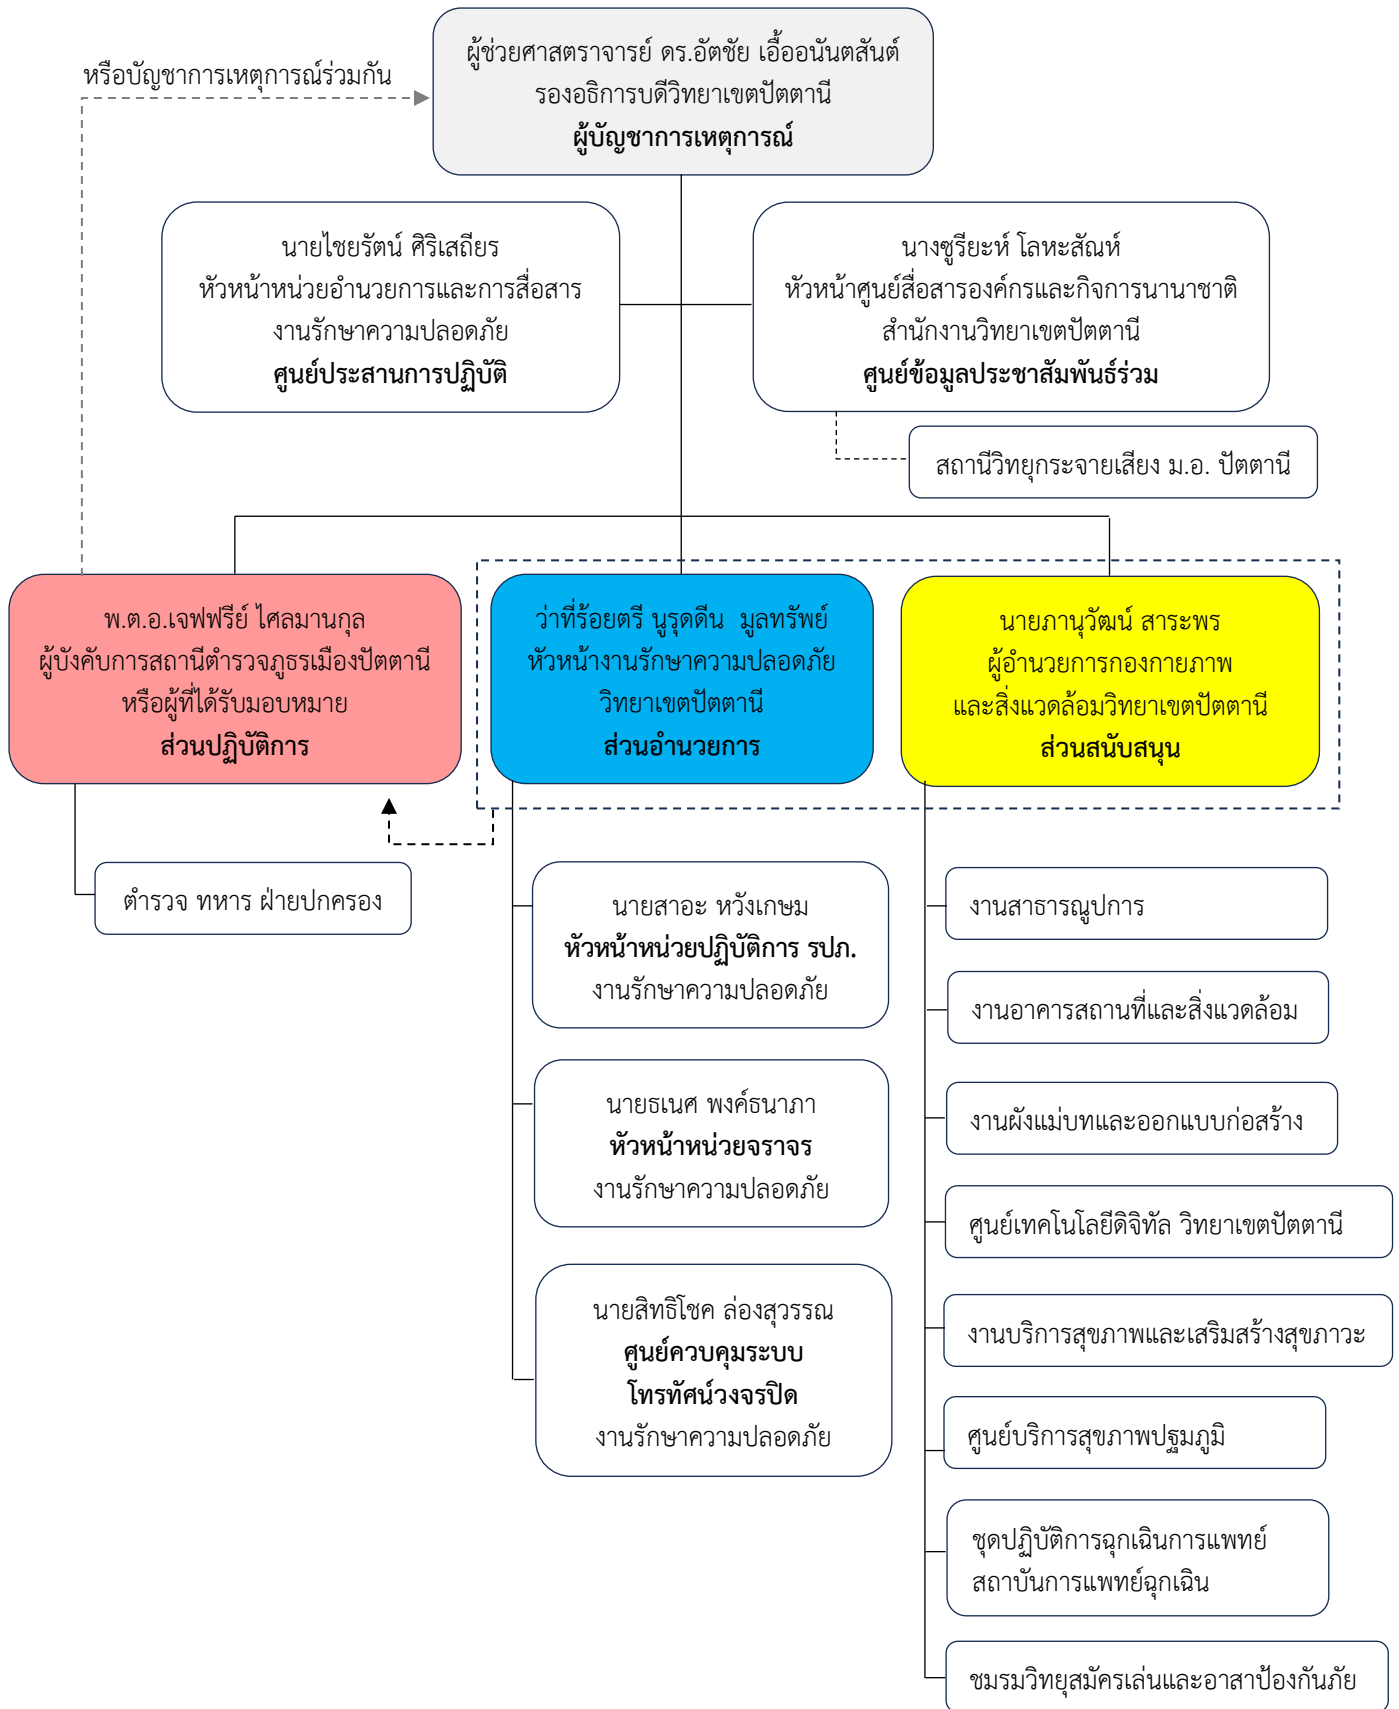 ผู้ช่วยศาสตราจารย์ ดร.อัตชัย เอื้ออนันตสันต์
รองอธิการบดีวิทยาเขตปัตตานี
ผู้บัญชาการเหตุการณ์
หรือบัญชาการเหตุการณ์ร่วมกัน
นายไชยรัตน์ ศิริเสถียร
หัวหน้าหน่วยอำนวยการและการสื่อสาร
งานรักษาความปลอดภัย
ศูนย์ประสานการปฏิบัติ
นางซูรียะห์ โลหะสัณห์
หัวหน้าศูนย์สื่อสารองค์กรและกิจการนานาชาติ
สำนักงานวิทยาเขตปัตตานี
ศูนย์ข้อมูลประชาสัมพันธ์ร่วม
สถานีวิทยุกระจายเสียง ม.อ. ปัตตานี
พ.ต.อ.เจฟฟรีย์ ไศลมานกุล
ผู้บังคับการสถานีตำรวจภูธรเมืองปัตตานี
หรือผู้ที่ได้รับมอบหมาย
ส่วนปฏิบัติการ
ว่าที่ร้อยตรี นูรุดดีน  มูลทรัพย์
หัวหน้างานรักษาความปลอดภัย
วิทยาเขตปัตตานี
ส่วนอำนวยการ
นายภานุวัฒน์ สาระพร
ผู้อำนวยการกองกายภาพ
และสิ่งแวดล้อมวิทยาเขตปัตตานี
ส่วนสนับสนุน
ตำรวจ ทหาร ฝ่ายปกครอง
นายสาอะ หวังเกษม
หัวหน้าหน่วยปฏิบัติการ รปภ.
งานรักษาความปลอดภัย
นายธเนศ พงค์ธนาภา
หัวหน้าหน่วยจราจร
งานรักษาความปลอดภัย
นายสิทธิโชค ล่องสุวรรณ
ศูนย์ควบคุมระบบ
โทรทัศน์วงจรปิด
งานรักษาความปลอดภัย
งานสาธารณูปการ
งานอาคารสถานที่และสิ่งแวดล้อม
งานผังแม่บทและออกแบบก่อสร้าง
ศูนย์เทคโนโลยีดิจิทัล วิทยาเขตปัตตานี
งานบริการสุขภาพและเสริมสร้างสุขภาวะ
ศูนย์บริการสุขภาพปฐมภูมิ
ชุดปฏิบัติการฉุกเฉินการแพทย์
สถาบันการแพทย์ฉุกเฉิน
ชมรมวิทยุสมัครเล่นและอาสาป้องกันภัย